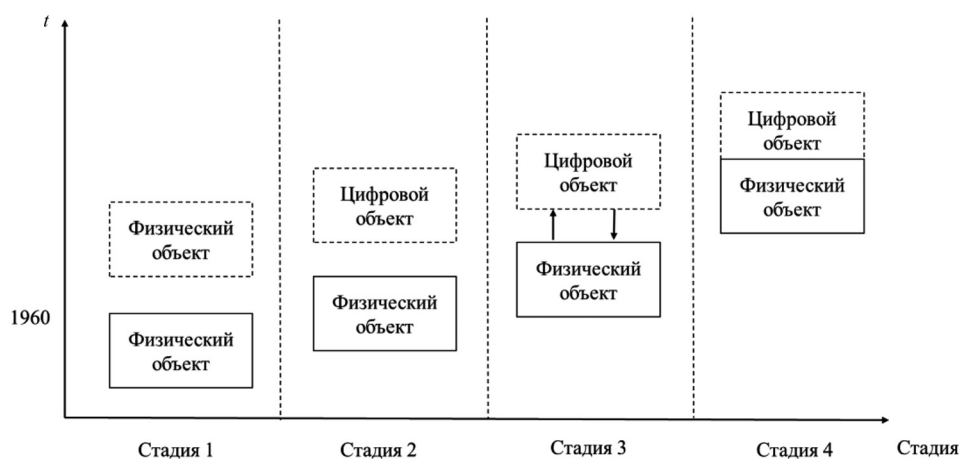 t
Физический
объект
Физический
объект
Цифровой
объект
Физический
объект
Цифровой
объект
Физический
объект
Цифровой
объект
Физический
объект
1960
Стадия 1
Стадия 2
Стадия 3
Стадия 4
Стадия